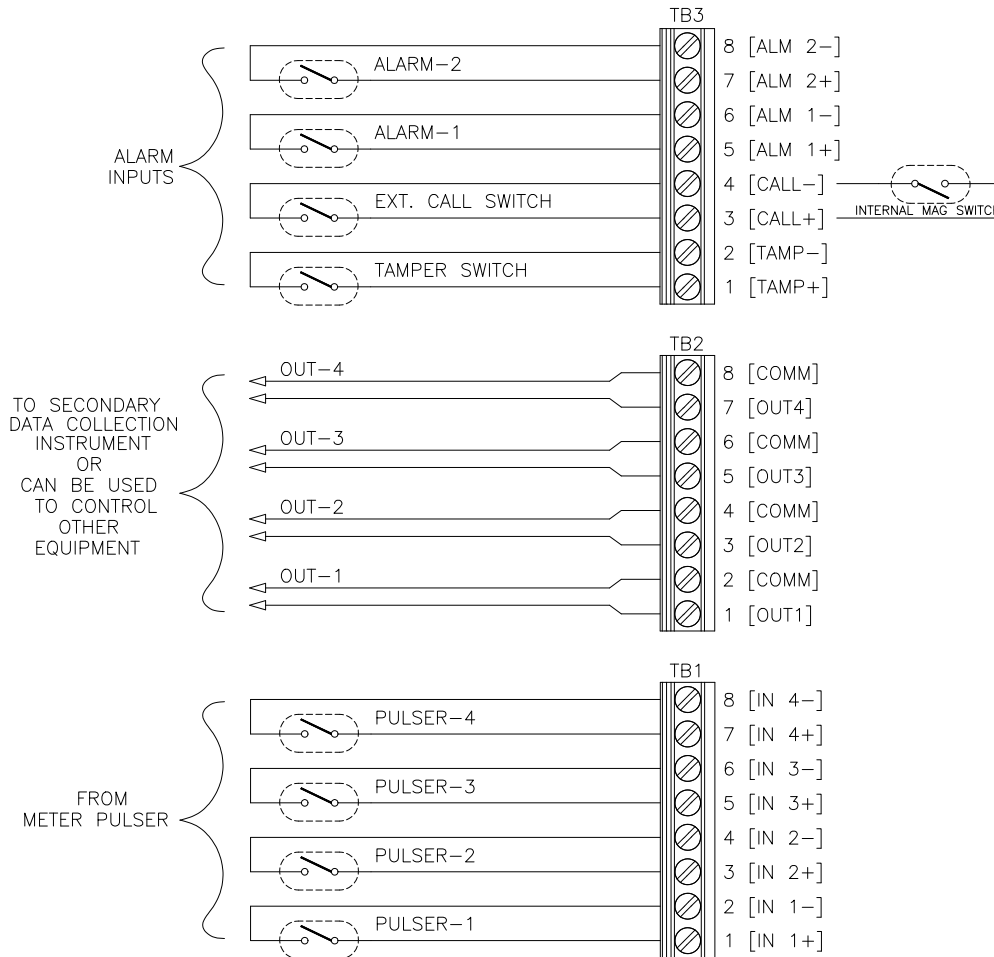 TB3
8 [ALM 2−]
ALARM−2
7 [ALM 2+]
6 [ALM 1−]
ALARM−1
5 [ALM 1+]
ALARM
INPUTS
4 [CALL−]
EXT. CALL SWITCH
3 [CALL+]
INTERNAL MAG SWITCH
2 [TAMP−]
TAMPER SWITCH
1 [TAMP+]
TB2
OUT−4
8 [COMM]
7 [OUT4]
TO SECONDARY
DATA COLLECTION
INSTRUMENT
OR
CAN BE USED
TO CONTROL
OTHER
EQUIPMENT
OUT−3
6 [COMM]
5 [OUT3]
OUT−2
4 [COMM]
3 [OUT2]
OUT−1
2 [COMM]
1 [OUT1]
TB1
8 [IN 4−]
PULSER−4
7 [IN 4+]
6 [IN 3−]
PULSER−3
5 [IN 3+]
FROM
METER PULSER
4 [IN 2−]
PULSER−2
3 [IN 2+]
2 [IN 1−]
PULSER−1
1 [IN 1+]